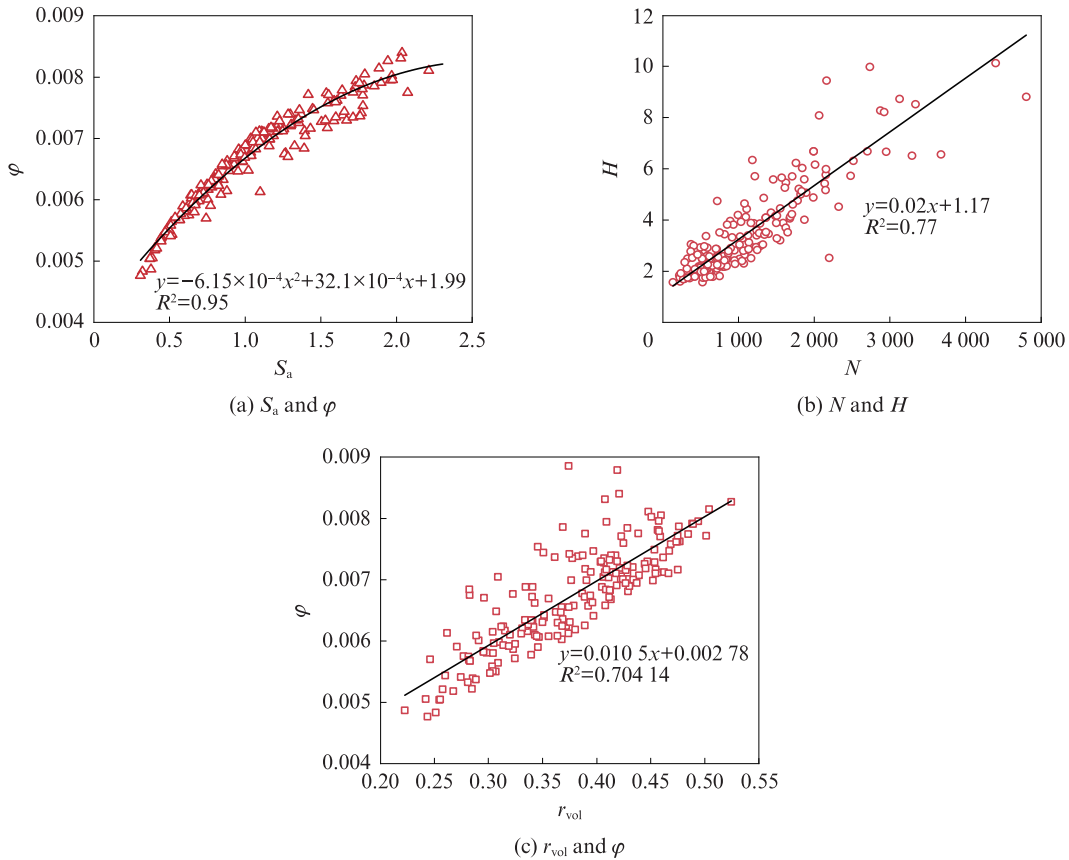 0.009
0.008
0.007
0.006
0.005
0.004
φ
y=−6.15×10⁻⁴x²+32.1×10⁻⁴x+1.99
R²=0.95
0 0.5 1.0 1.5 2.0 2.5
Sₐ
(a) Sₐ and φ
12
10
8
6
4
2
H
y=0.02x+1.17
R²=0.77
0 1 000 2 000 3 000 4 000 5 000
N
(b) N and H
0.009
0.008
0.007
0.006
0.005
0.004
φ
y=0.010 5x+0.002 78
R²=0.704 14
0.20 0.25 0.30 0.35 0.40 0.45 0.50 0.55
r_vol
(c) r_vol and φ